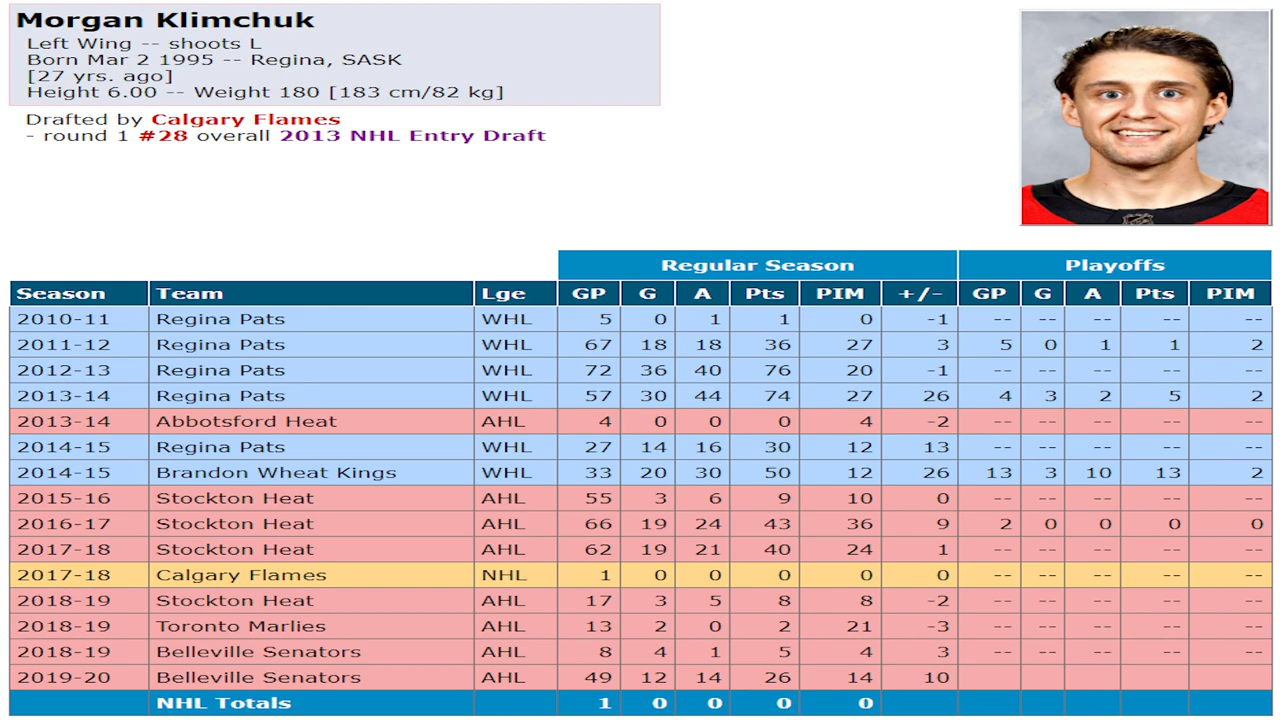 Morgan Klimchuk
Left Wing -- shoots L
Born Mar 2 1995 -- Regina, SASK
[27 yrs. ago]
Height 6.00 -- Weight 180 [183 cm/82 kg]
Drafted by Calgary Flames
- round 1 #28 overall 2013 NHL Entry Draft
Regular Season Playoffs
Season Team Lge GP G A Pts PIM +/- GP G A Pts PIM
2010-11 Regina Pats WHL 5 0 1 1 0 -1 -- -- -- -- --
2011-12 Regina Pats WHL 67 18 18 36 27 3 5 0 1 1 2
2012-13 Regina Pats WHL 72 36 40 76 20 -1 -- -- -- -- --
2013-14 Regina Pats WHL 57 30 44 74 27 26 4 3 2 5 2
2013-14 Abbotsford Heat AHL 4 0 0 0 4 -2 -- -- -- -- --
2014-15 Regina Pats WHL 27 14 16 30 12 13 -- -- -- -- --
2014-15 Brandon Wheat Kings WHL 33 20 30 50 12 26 13 3 10 13 2
2015-16 Stockton Heat AHL 55 3 6 9 10 0 -- -- -- -- --
2016-17 Stockton Heat AHL 66 19 24 43 36 9 2 0 0 0 0
2017-18 Stockton Heat AHL 62 19 21 40 24 1 -- -- -- -- --
2017-18 Calgary Flames NHL 1 0 0 0 0 0 -- -- -- -- --
2018-19 Stockton Heat AHL 17 3 5 8 8 -2 -- -- -- -- --
2018-19 Toronto Marlies AHL 13 2 0 2 21 -3 -- -- -- -- --
2018-19 Belleville Senators AHL 8 4 1 5 4 3 -- -- -- -- --
2019-20 Belleville Senators AHL 49 12 14 26 14 10
NHL Totals 1 0 0 0 0